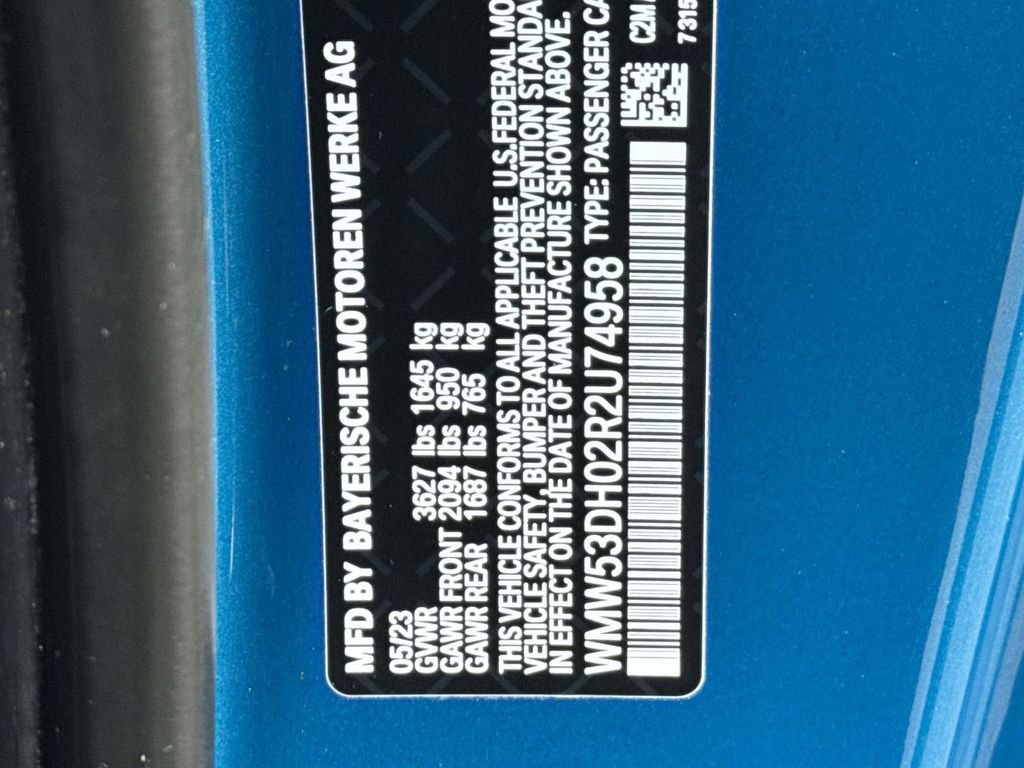 MFD BY BAYERISCHE MOTOREN WERKE AG
05/23
GVWR 3627 lbs 1645 kg
GAWR FRONT 2094 lbs 950 kg
GAWR REAR 1687 lbs 765 kg
THIS VEHICLE CONFORMS TO ALL APPLICABLE U.S.FEDERAL MO
VEHICLE SAFETY, BUMPER AND THEFT PREVENTION STANDA
IN EFFECT ON THE DATE OF MANUFACTURE SHOWN ABOVE.
WMW53DH02R2U74958 TYPE: PASSENGER CA
C2M
7315